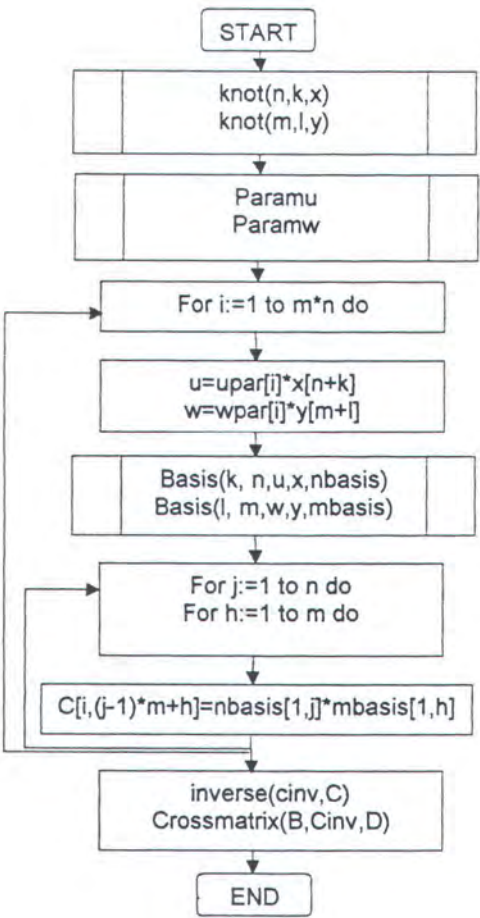 START
knot(n,k,x)
knot(m,l,y)
Paramu
Paramw
For i:=1 to m*n do
u=upar[i]*x[n+k]
w=wpar[i]*y[m+l]
Basis(k, n,u,x,nbasis)
Basis(l, m,w,y,mbasis)
For j:=1 to n do
For h:=1 to m do
C[i,(j-1)*m+h]=nbasis[1,j]*mbasis[1,h]
inverse(cinv,C)
Crossmatrix(B,Cinv,D)
END